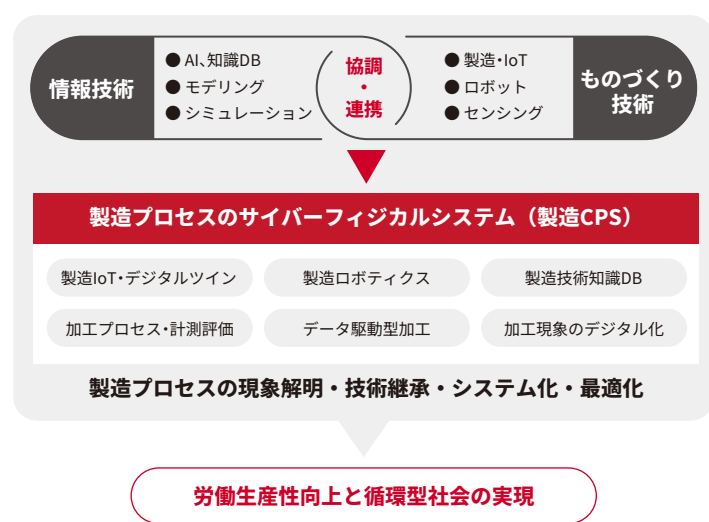 情報技術
● AI、知識DB
● モデリング
● シミュレーション
協調
・
連携
● 製造・IoT
● ロボット
● センシング
ものづくり
技術
製造プロセスのサイバーフィジカルシステム（製造CPS）
製造IoT・デジタルツイン
製造ロボティクス
製造技術知識DB
加工プロセス・計測評価
データ駆動型加工
加工現象のデジタル化
製造プロセスの現象解明・技術継承・システム化・最適化
労働生産性向上と循環型社会の実現